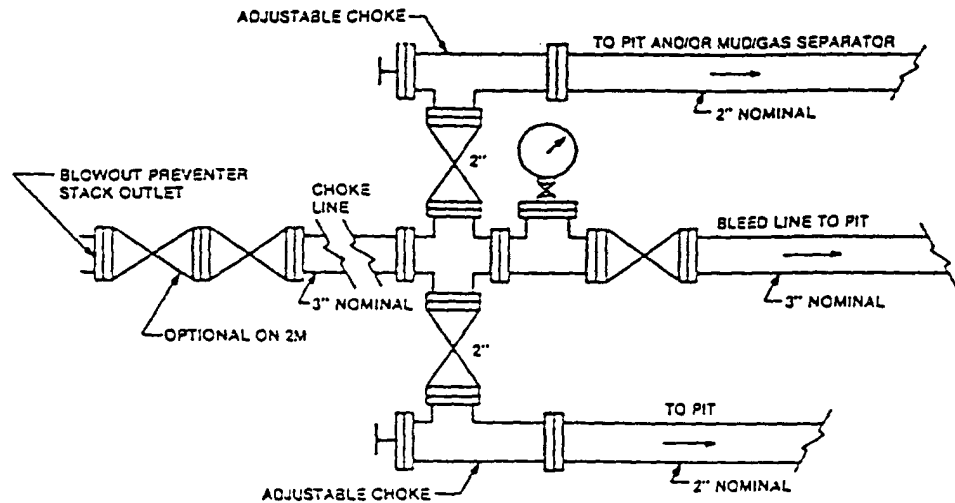 ADJUSTABLE CHOKE
TO PIT AND/OR MUD/GAS SEPARATOR
2" NOMINAL
2"
BLOWOUT PREVENTER
STACK OUTLET
CHOKE
LINE
BLEED LINE TO PIT
3" NOMINAL
3" NOMINAL
OPTIONAL ON 2M
2"
TO PIT
2" NOMINAL
ADJUSTABLE CHOKE